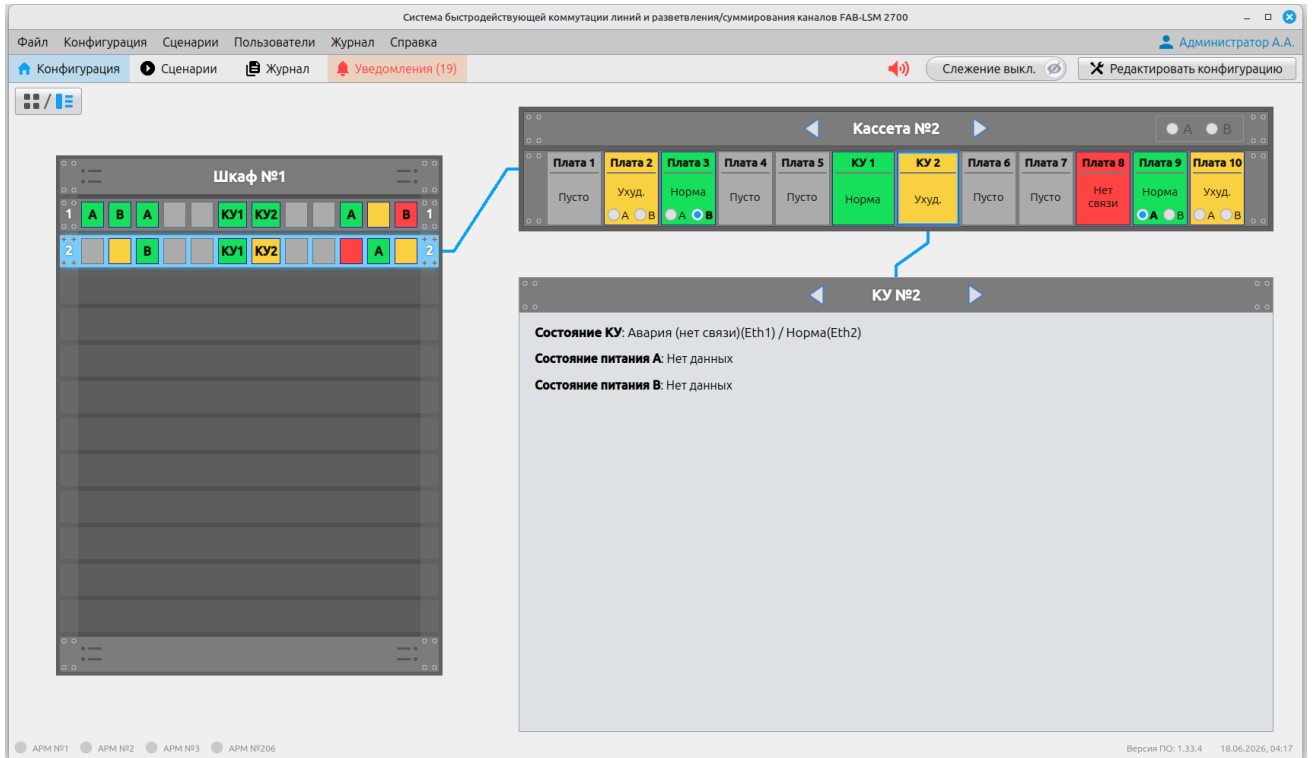 Система быстродействующей коммутации линий и разветвления/суммирования каналов FAB-LSM 2700
Файл Конфигурация Сценарии Пользователи Журнал Справка Администратор А.А.
Конфигурация Сценарии Журнал Уведомления (19) Слежение выкл. Редактировать конфигурацию
Шкаф №1
1 A B A КУ1 КУ2 A B 1
2 B КУ1 КУ2 A 2
Кассета №2 A B
Плата 1 Плата 2 Плата 3 Плата 4 Плата 5 КУ 1 КУ 2 Плата 6 Плата 7 Плата 8 Плата 9 Плата 10
Пусто Ухуд. Норма Пусто Пусто Норма Ухуд. Пусто Пусто Нет связи Норма Ухуд.
A B A B A B A B
КУ №2
Состояние КУ: Авария (нет связи)(Eth1) / Норма(Eth2)
Состояние питания A: Нет данных
Состояние питания B: Нет данных
АРМ №1 АРМ №2 АРМ №3 АРМ №206 Версия ПО: 1.33.4 18.06.2026, 04:17